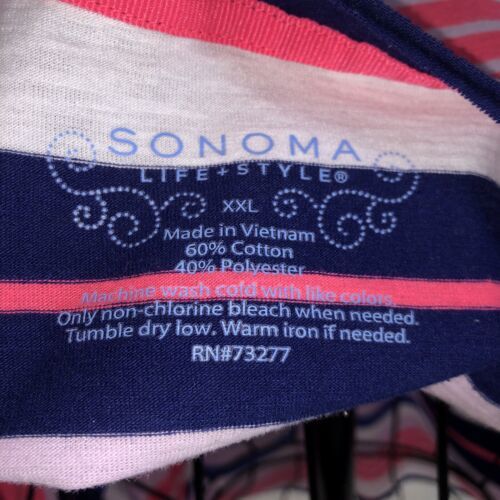 SONOMA
LIFE+STYLE®
XXL
Made in Vietnam
60% Cotton
40% Polyester
Machine wash cold with like colors.
Only non-chlorine bleach when needed.
Tumble dry low. Warm iron if needed.
RN#73277